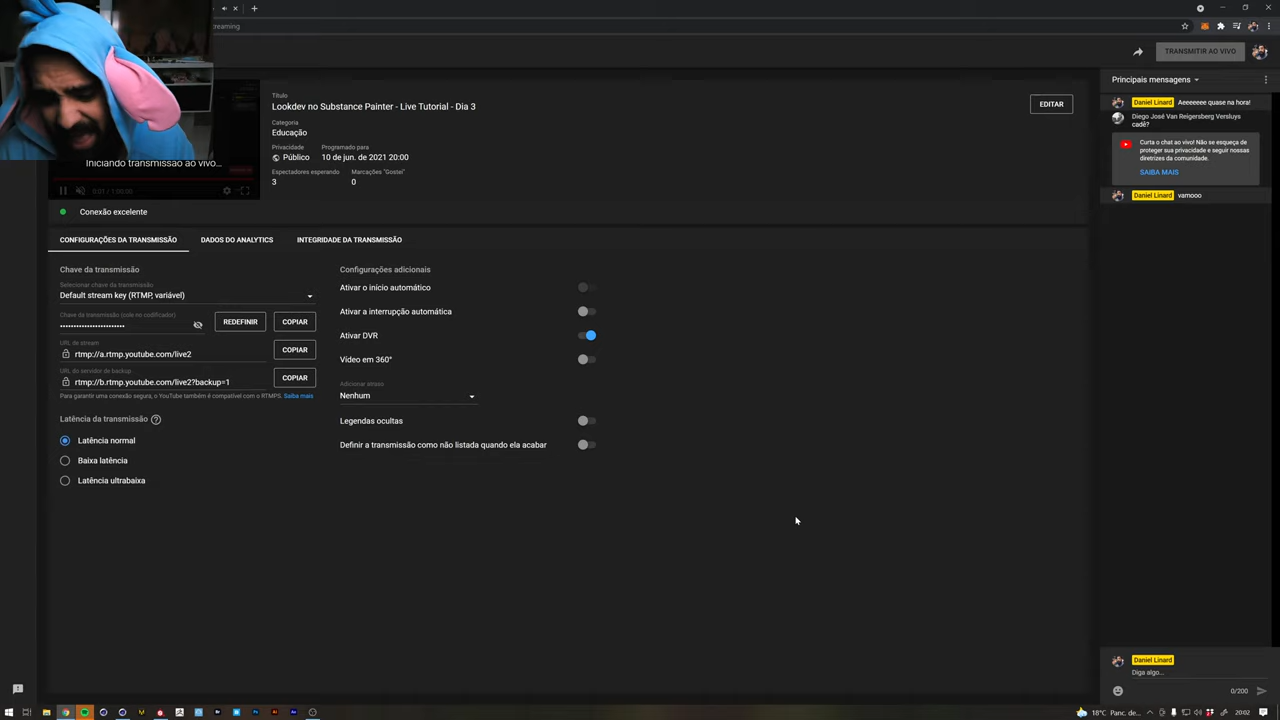 streaming
TRANSMITIR AO VIVO
Iniciando transmissão ao vivo...
0:01 / 1:00:00
Título
Lookdev no Substance Painter - Live Tutorial - Dia 3
EDITAR
Categoria
Educação
Privacidade
Programado para
Público
10 de jun. de 2021 20:00
Espectadores esperando
Marcações "Gostei"
3
0
Conexão excelente
CONFIGURAÇÕES DA TRANSMISSÃO
DADOS DO ANALYTICS
INTEGRIDADE DA TRANSMISSÃO
Chave da transmissão
Selecionar chave da transmissão
Default stream key (RTMP, variável)
Chave da transmissão (cole no codificador)
••••••••••••••••••••••••
REDEFINIR
COPIAR
URL de stream
rtmp://a.rtmp.youtube.com/live2
COPIAR
URL do servidor de backup
rtmp://b.rtmp.youtube.com/live2?backup=1
COPIAR
Para garantir uma conexão segura, o YouTube também é compatível com o RTMPS. Saiba mais
Latência da transmissão
Latência normal
Baixa latência
Latência ultrabaixa
Configurações adicionais
Ativar o início automático
Ativar a interrupção automática
Ativar DVR
Vídeo em 360°
Adicionar atraso
Nenhum
Legendas ocultas
Definir a transmissão como não listada quando ela acabar
Principais mensagens
Daniel Linard Aeeeeeee quase na hora!
Diego José Van Reigersberg Versluys
cadê?
Curta o chat ao vivo! Não se esqueça de
proteger sua privacidade e seguir nossas
diretrizes da comunidade.
SAIBA MAIS
Daniel Linard vamooo
Daniel Linard
Diga algo...
0/200
18°C Panc. de...
20:02